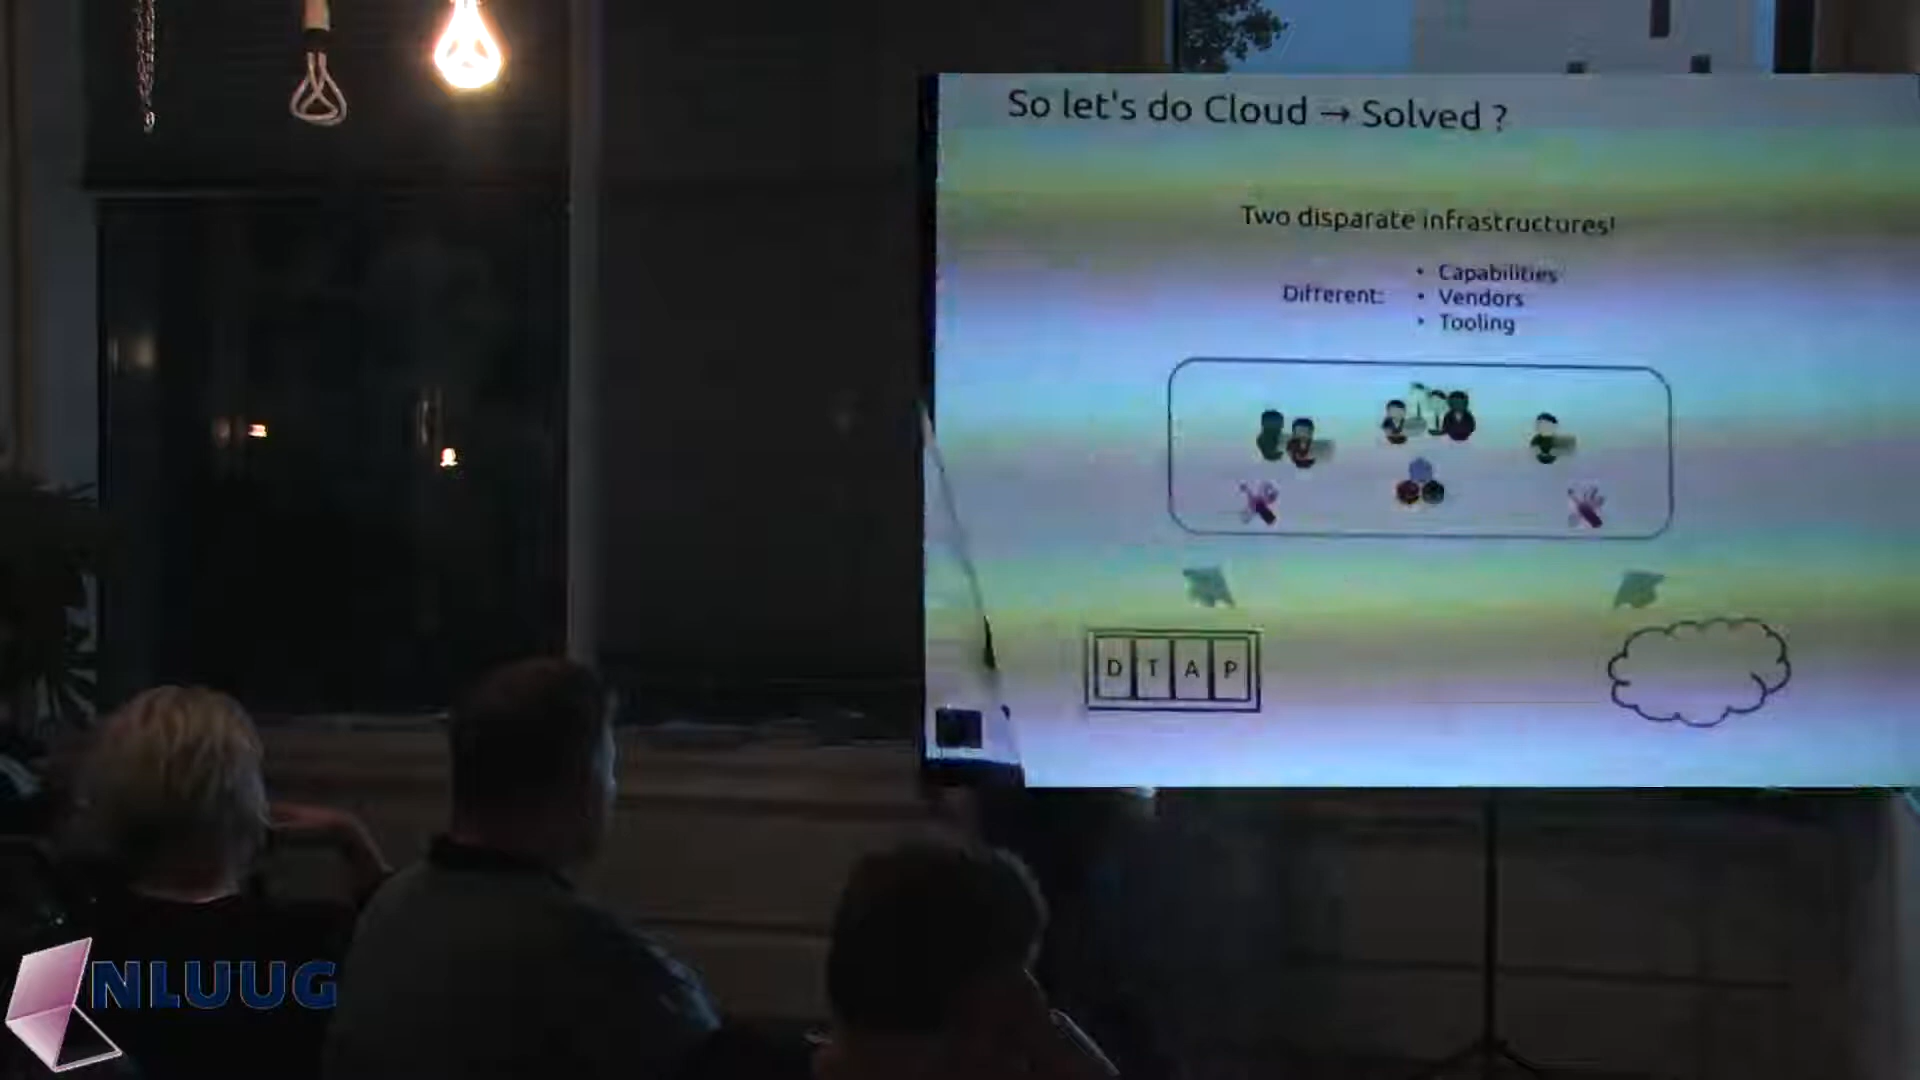 So let's do Cloud → Solved ?
Two disparate infrastructures!
Different:
• Capabilities
• Vendors
• Tooling
D T A P
NLUUG